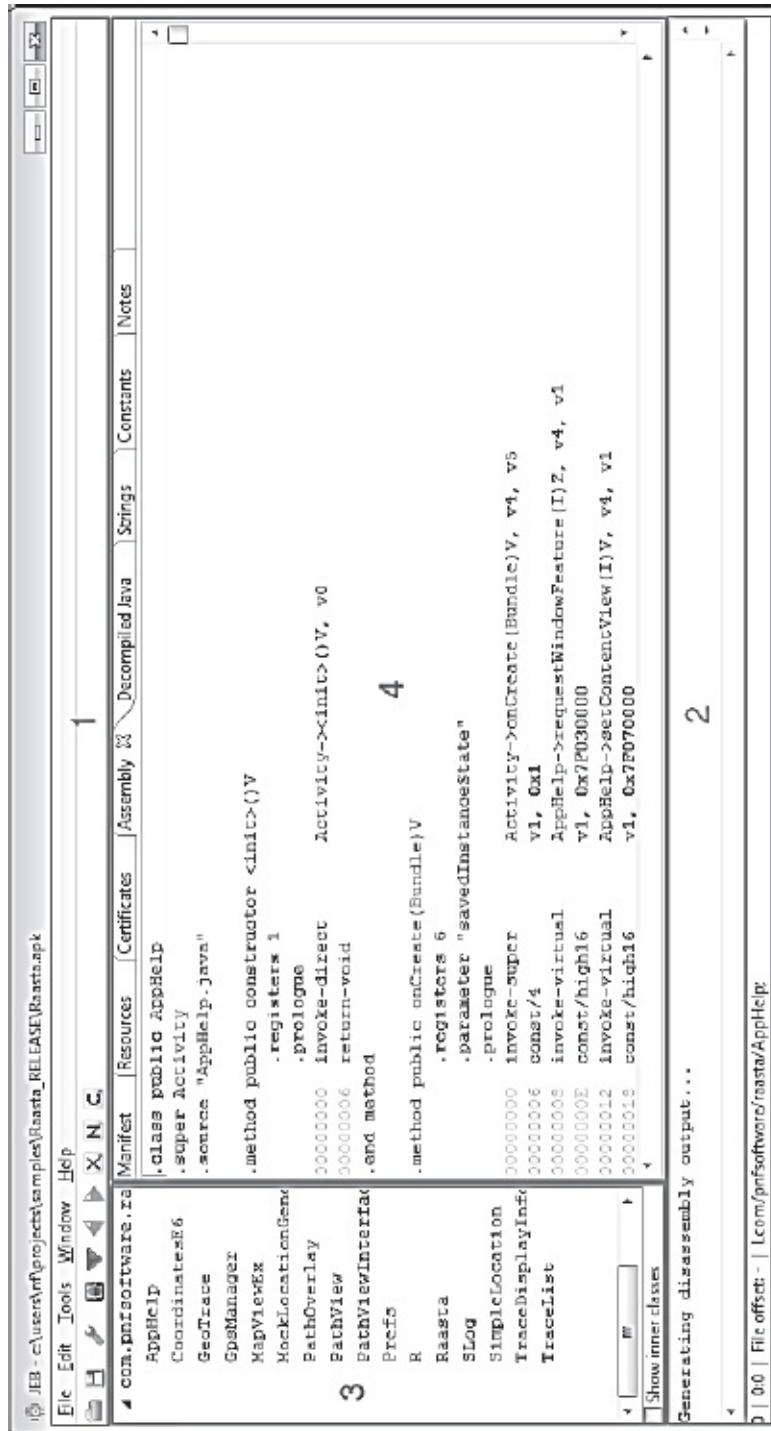 JEB - c:\users\nf\projects\samples\Raasta_RELEASE\Raasta.apk
File Edit Tools Window Help
1
com.pnfsoftware.ra
AppHelp
CoordinatesE6
GeoTrace
GpsManager
MapViewEx
MockLocationGene
PathOverlay
PathView
PathViewInterfac
Prefs
R
Raasta
SLog
SimpleLocation
TraceDisplayInfo
TraceList
3
Show inner classes
Manifest Resources Certificates Assembly Decompiled Java Strings Constants Notes
.class public AppHelp
.super Activity
.source "AppHelp.java"
.method public constructor <init>()V
.registers 1
.prologue
00000000 invoke-direct Activity-><init>()V, v0
00000006 return-void
.end method
4
.method public onCreate(Bundle)V
.registers 6
.parameter "savedInstanceState"
.prologue
00000000 invoke-super Activity->onCreate(Bundle)V, v4, v5
00000006 const/4 v1, 0x1
00000008 invoke-virtual AppHelp->requestWindowFeature(I)Z, v4, v1
0000000E const/high16 v1, 0x7F030000
00000012 invoke-virtual AppHelp->setContentView(I)V, v4, v1
00000018 const/high16 v1, 0x7F070000
Generating disassembly output...
2
0:0 | File offset: - | Lcom/pnfsoftware/raasta/AppHelp;